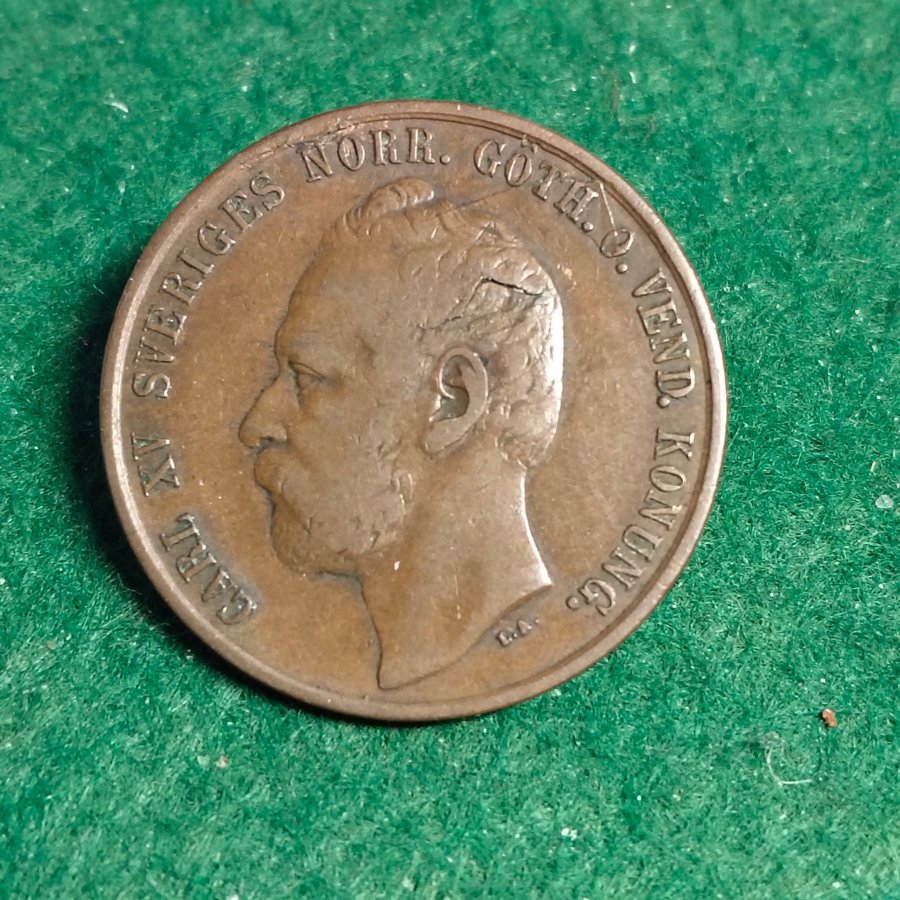 CARL XV SVERIGES NORR. GÖTH. O. VEND. KONUNG.
L.A.